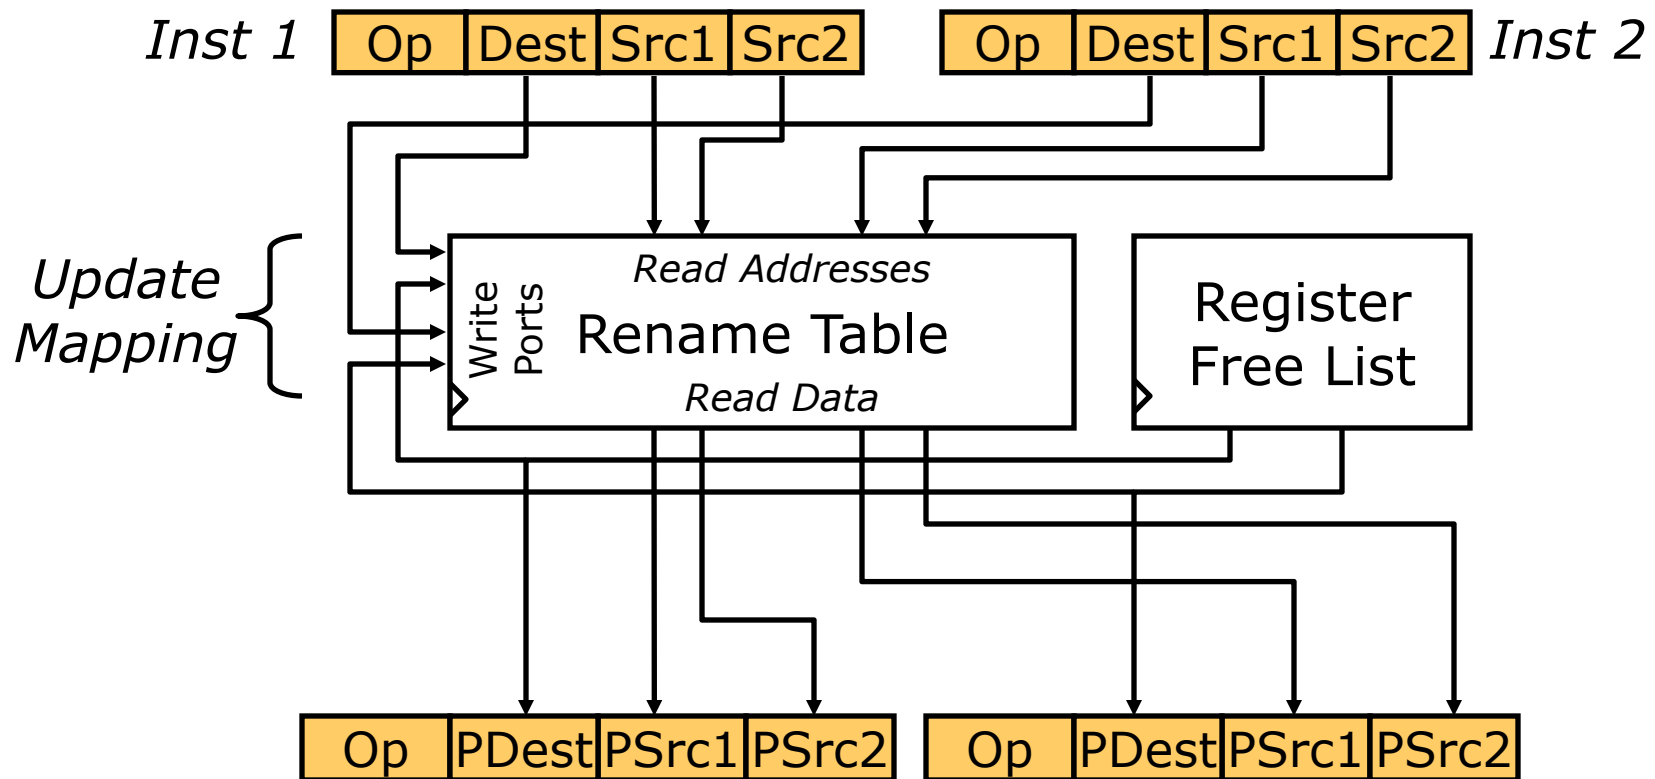 Inst 1
Op Dest Src1 Src2
Op Dest Src1 Src2
Inst 2
Update
Mapping
Write
Ports
Read Addresses
Rename Table
Read Data
Register
Free List
Op PDest PSrc1 PSrc2
Op PDest PSrc1 PSrc2